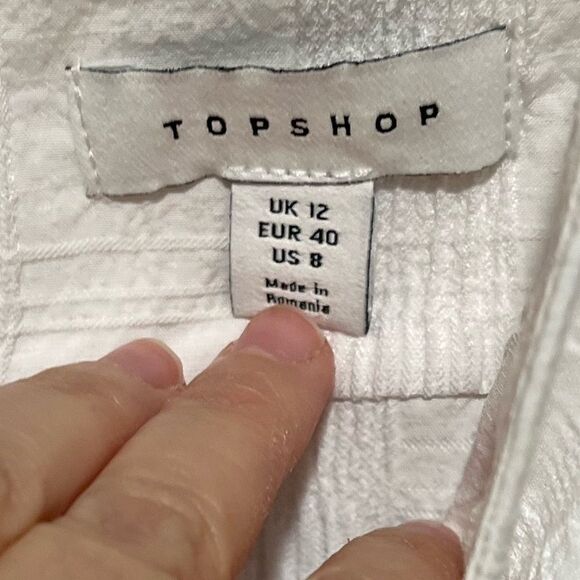 TOPSHOP
UK 12
EUR 40
US 8
Made in
Romania